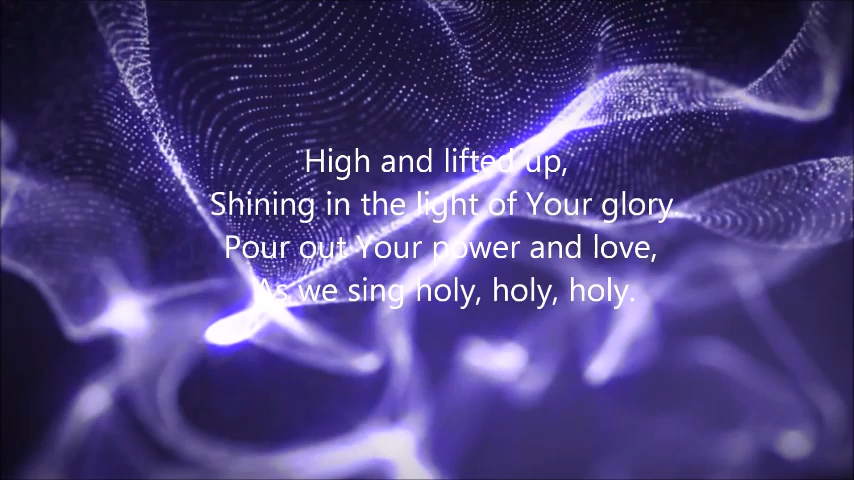 High and lifted up,
Shining in the light of Your glory.
Pour out Your power and love,
As we sing holy, holy, holy.